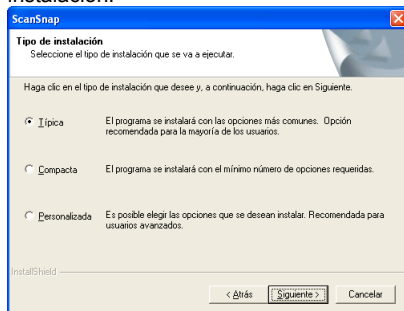 instalación.
ScanSnap
Tipo de instalación
Seleccione el tipo de instalación que se va a ejecutar.
Haga clic en el tipo de instalación que desee y, a continuación, haga clic en Siguiente.
Típica
El programa se instalará con las opciones más comunes. Opción
recomendada para la mayoría de los usuarios.
Compacta
El programa se instalará con el mínimo número de opciones requeridas.
Personalizada
Es posible elegir las opciones que se desean instalar. Recomendada para
usuarios avanzados.
InstallShield
< Atrás
Siguiente >
Cancelar